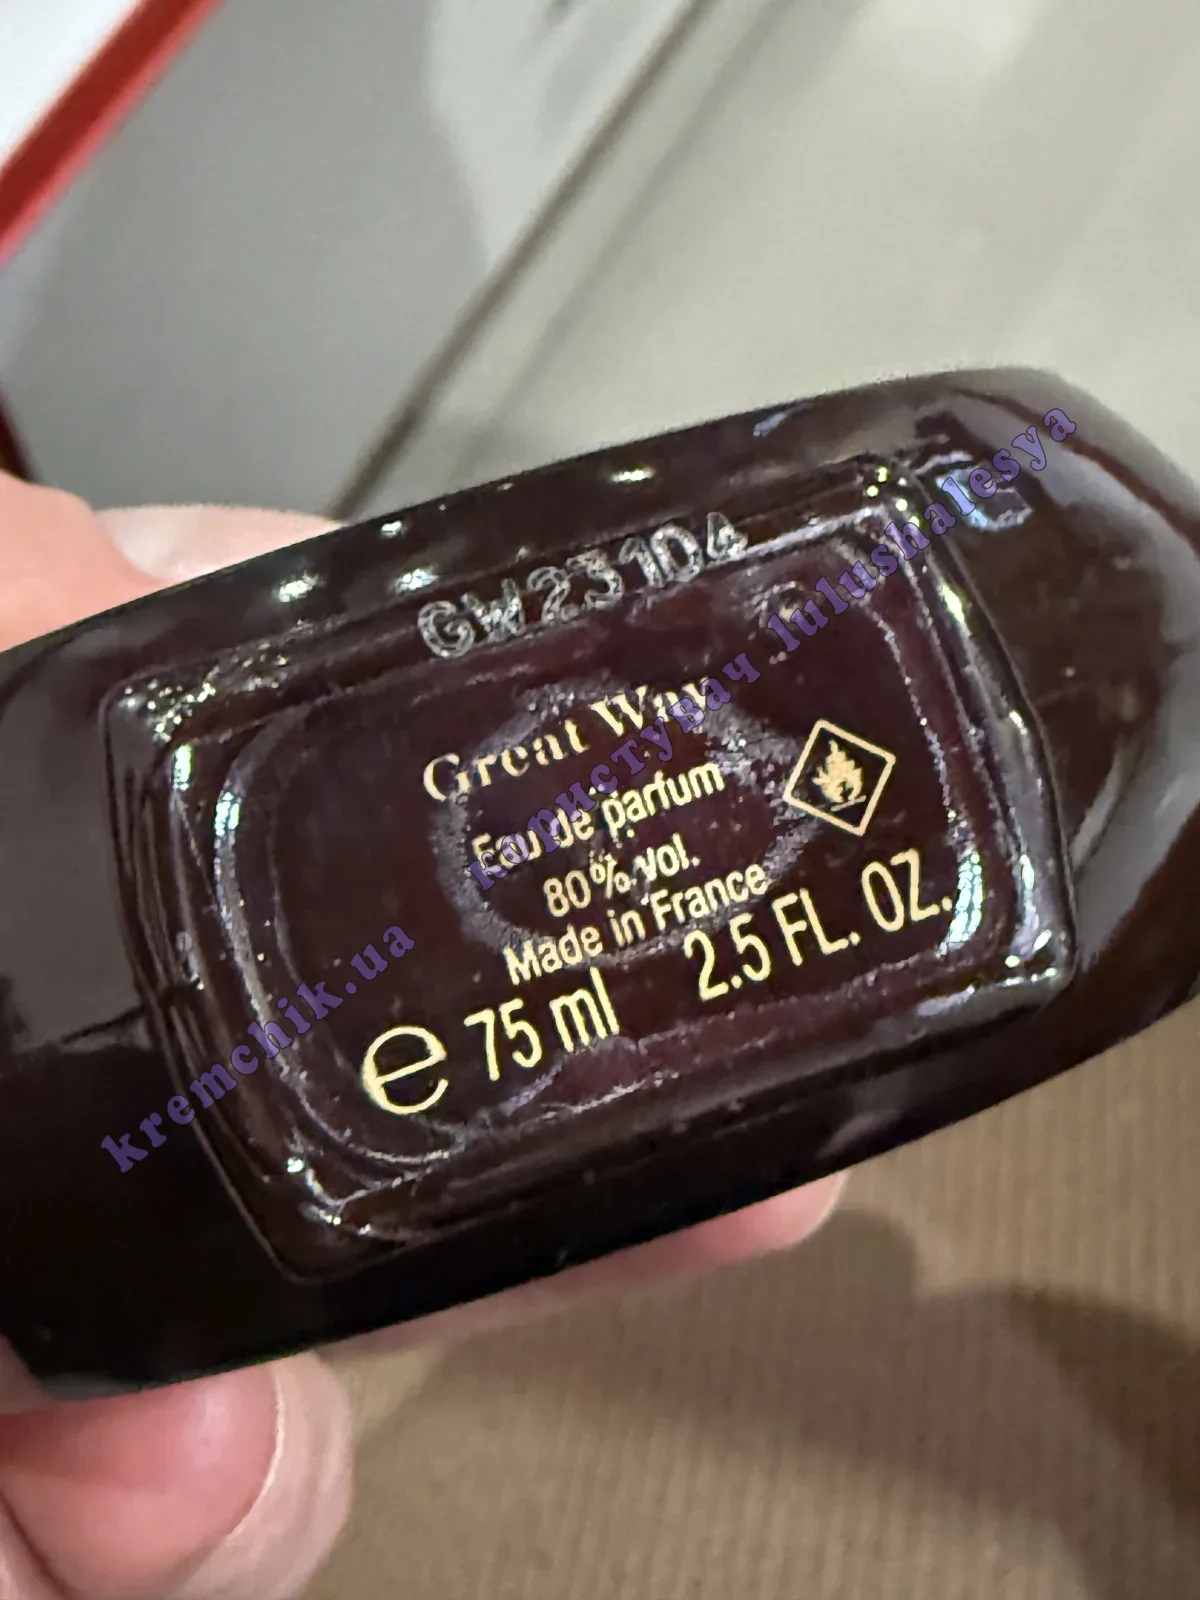 GW23104
Great Way
Eau de parfum
80% vol.
Made in France
e 75 ml 2.5 FL. OZ.
kremchik.ua користувач lulushalesya